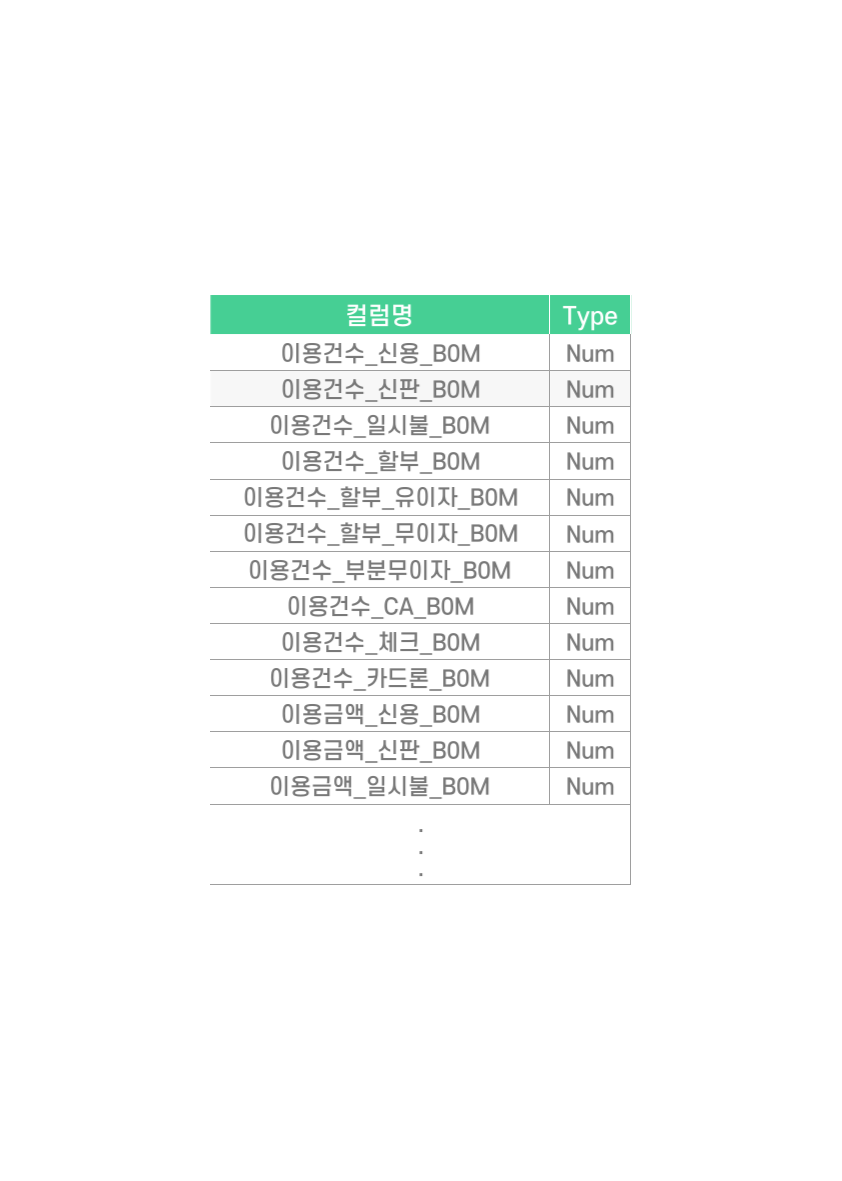 컬럼명 Type
이용건수_신용_B0M Num
이용건수_신판_B0M Num
이용건수_일시불_B0M Num
이용건수_할부_B0M Num
이용건수_할부_유이자_B0M Num
이용건수_할부_무이자_B0M Num
이용건수_부분무이자_B0M Num
이용건수_CA_B0M Num
이용건수_체크_B0M Num
이용건수_카드론_B0M Num
이용금액_신용_B0M Num
이용금액_신판_B0M Num
이용금액_일시불_B0M Num
.
.
.